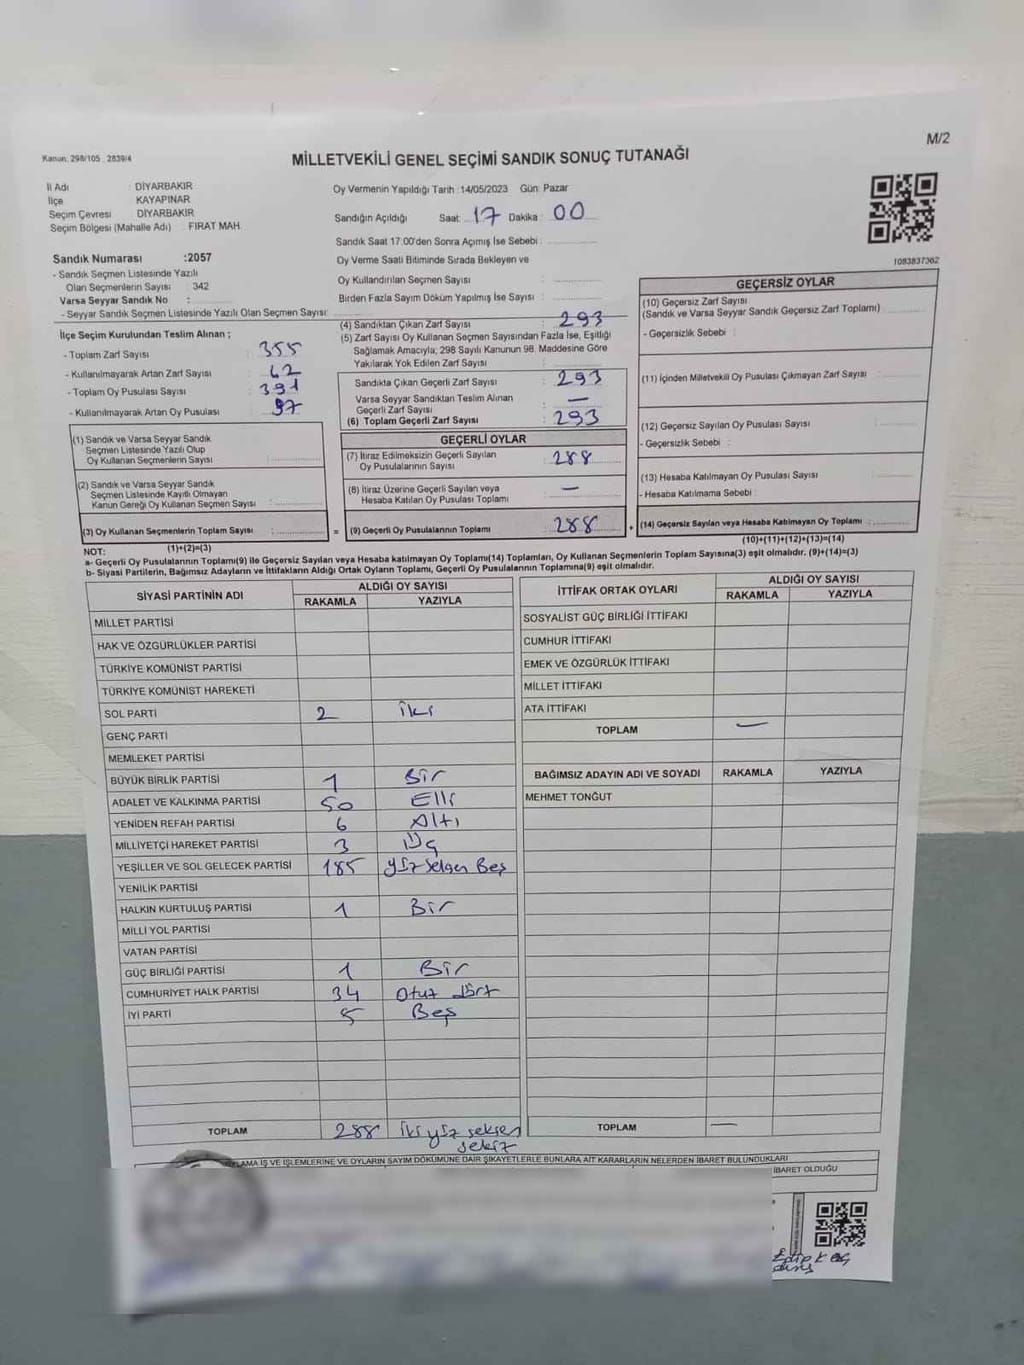 M/2
Kanun: 298/105 , 2839/4
MİLLETVEKİLİ GENEL SEÇİMİ SANDIK SONUÇ TUTANAĞI
İl Adı : DİYARBAKIR
İlçe : KAYAPINAR
Seçim Çevresi : DİYARBAKIR
Seçim Bölgesi (Mahalle Adı) : FIRAT MAH.
Oy Vermenin Yapıldığı Tarih :14/05/2023 Gün: Pazar
Sandığın Açıldığı Saat: 17 Dakika : 00
Sandık Saat 17:00'den Sonra Açımış İse Sebebi :
Oy Verme Saati Bitiminde Sırada Bekleyen ve
Oy Kullandırılan Seçmen Sayısı :
Birden Fazla Sayım Döküm Yapılmış İse Sayısı :
1083837362
Sandık Numarası :2057
- Sandık Seçmen Listesinde Yazılı
Olan Seçmenlerin Sayısı : 342
Varsa Seyyar Sandık No :
- Seyyar Sandık Seçmen Listesinde Yazılı Olan Seçmen Sayısı:
İlçe Seçim Kurulundan Teslim Alınan ;
- Toplam Zarf Sayısı : 355
- Kullanılmayarak Artan Zarf Sayısı : 62
- Toplam Oy Pusulası Sayısı : 391
- Kullanılmayarak Artan Oy Pusulası : 97
(4) Sandıktan Çıkan Zarf Sayısı : 293
(5) Zarf Sayısı Oy Kullanan Seçmen Sayısından Fazla İse, Eşitliği
Sağlamak Amacıyla; 298 Sayılı Kanunun 98. Maddesine Göre
Yakılarak Yok Edilen Zarf Sayısı :
Sandıkta Çıkan Geçerli Zarf Sayısı : 293
Varsa Seyyar Sandıktan Teslim Alınan
Geçerli Zarf Sayısı : —
(6) Toplam Geçerli Zarf Sayısı : 293
GEÇERSİZ OYLAR
(10) Geçersiz Zarf Sayısı
(Sandık ve Varsa Seyyar Sandık Geçersiz Zarf Toplamı) :
- Geçersizlik Sebebi :
(11) İçinden Milletvekili Oy Pusulası Çıkmayan Zarf Sayısı :
(12) Geçersiz Sayılan Oy Pusulası Sayısı :
- Geçersizlik Sebebi :
(13) Hesaba Katılmayan Oy Pusulası Sayısı :
- Hesaba Katılmama Sebebi :
(14) Geçersiz Sayılan veya Hesaba Katılmayan Oy Toplamı :
(10)+(11)+(12)+(13)=(14)
(1) Sandık ve Varsa Seyyar Sandık
Seçmen Listesinde Yazılı Olup
Oy Kullanan Seçmenlerin Sayısı :
(2) Sandık ve Varsa Seyyar Sandık
Seçmen Listesinde Kayıtlı Olmayan
Kanun Gereği Oy Kullanan Seçmen Sayısı :
(3) Oy Kullanan Seçmenlerin Toplam Sayısı :
(1)+(2)=(3)
GEÇERLİ OYLAR
(7) İtiraz Edilmeksizin Geçerli Sayılan
Oy Pusulalarının Sayısı : 288
(8) İtiraz Üzerine Geçerli Sayılan veya
Hesaba Katılan Oy Pusulası Toplamı : —
= (9) Geçerli Oy Pusulalarının Toplamı : 288 +
NOT:
a- Geçerli Oy Pusulalarının Toplamı(9) ile Geçersiz Sayılan veya Hesaba katılmayan Oy Toplamı(14) Toplamları, Oy Kullanan Seçmenlerin Toplam Sayısına(3) eşit olmalıdır. (9)+(14)=(3)
b- Siyasi Partilerin, Bağımsız Adayların ve İttifakların Aldığı Ortak Oyların Toplamı, Geçerli Oy Pusulalarının Toplamına(9) eşit olmalıdır.
SİYASİ PARTİNİN ADI ALDIĞI OY SAYISI
RAKAMLA YAZIYLA
MİLLET PARTİSİ
HAK VE ÖZGÜRLÜKLER PARTİSİ
TÜRKİYE KOMÜNİST PARTİSİ
TÜRKİYE KOMÜNİST HAREKETİ
SOL PARTİ 2 iki
GENÇ PARTİ
MEMLEKET PARTİSİ
BÜYÜK BİRLİK PARTİSİ 1 Bir
ADALET VE KALKINMA PARTİSİ 50 Elli
YENİDEN REFAH PARTİSİ 6 Altı
MİLLİYETÇİ HAREKET PARTİSİ 3 Üç
YEŞİLLER VE SOL GELECEK PARTİSİ 185 yüz seksen Beş
YENİLİK PARTİSİ
HALKIN KURTULUŞ PARTİSİ 1 Bir
MİLLİ YOL PARTİSİ
VATAN PARTİSİ
GÜÇ BİRLİĞİ PARTİSİ 1 Bir
CUMHURİYET HALK PARTİSİ 34 Otuz dört
İYİ PARTİ 5 Beş
TOPLAM 288 iki yüz seksen
sekiz
İTTİFAK ORTAK OYLARI ALDIĞI OY SAYISI
RAKAMLA YAZIYLA
SOSYALİST GÜÇ BİRLİĞİ İTTİFAKI
CUMHUR İTTİFAKI
EMEK VE ÖZGÜRLÜK İTTİFAKI
MİLLET İTTİFAKI
ATA İTTİFAKI
TOPLAM —
BAĞIMSIZ ADAYIN ADI VE SOYADI RAKAMLA YAZIYLA
MEHMET TONĞUT
TOPLAM —
İŞ VE İŞLEMLERİNE VE OYLARIN SAYIM DÖKÜMÜNE DAİR ŞİKAYETLERLE BUNLARA AİT KARARLARIN NELERDEN İBARET BULUNDUKLARI
İBARET OLDUĞU